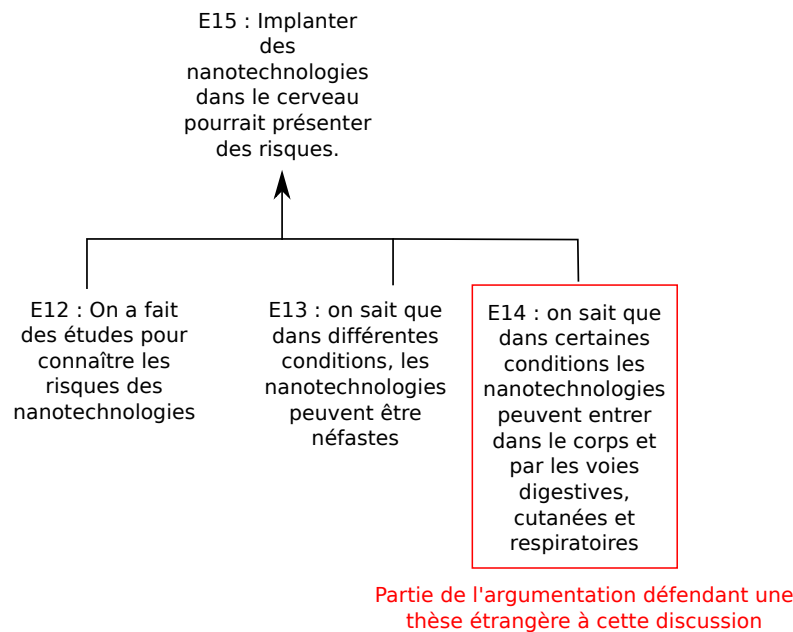 E15 : Implanter
des
nanotechnologies
dans le cerveau
pourrait présenter
des risques.
E12 : On a fait
des études pour
connaître les
risques des
nanotechnologies
E13 : on sait que
dans différentes
conditions, les
nanotechnologies
peuvent être
néfastes
E14 : on sait que
dans certaines
conditions les
nanotechnologies
peuvent entrer
dans le corps et
par les voies
digestives,
cutanées et
respiratoires
Partie de l'argumentation défendant une
thèse étrangère à cette discussion